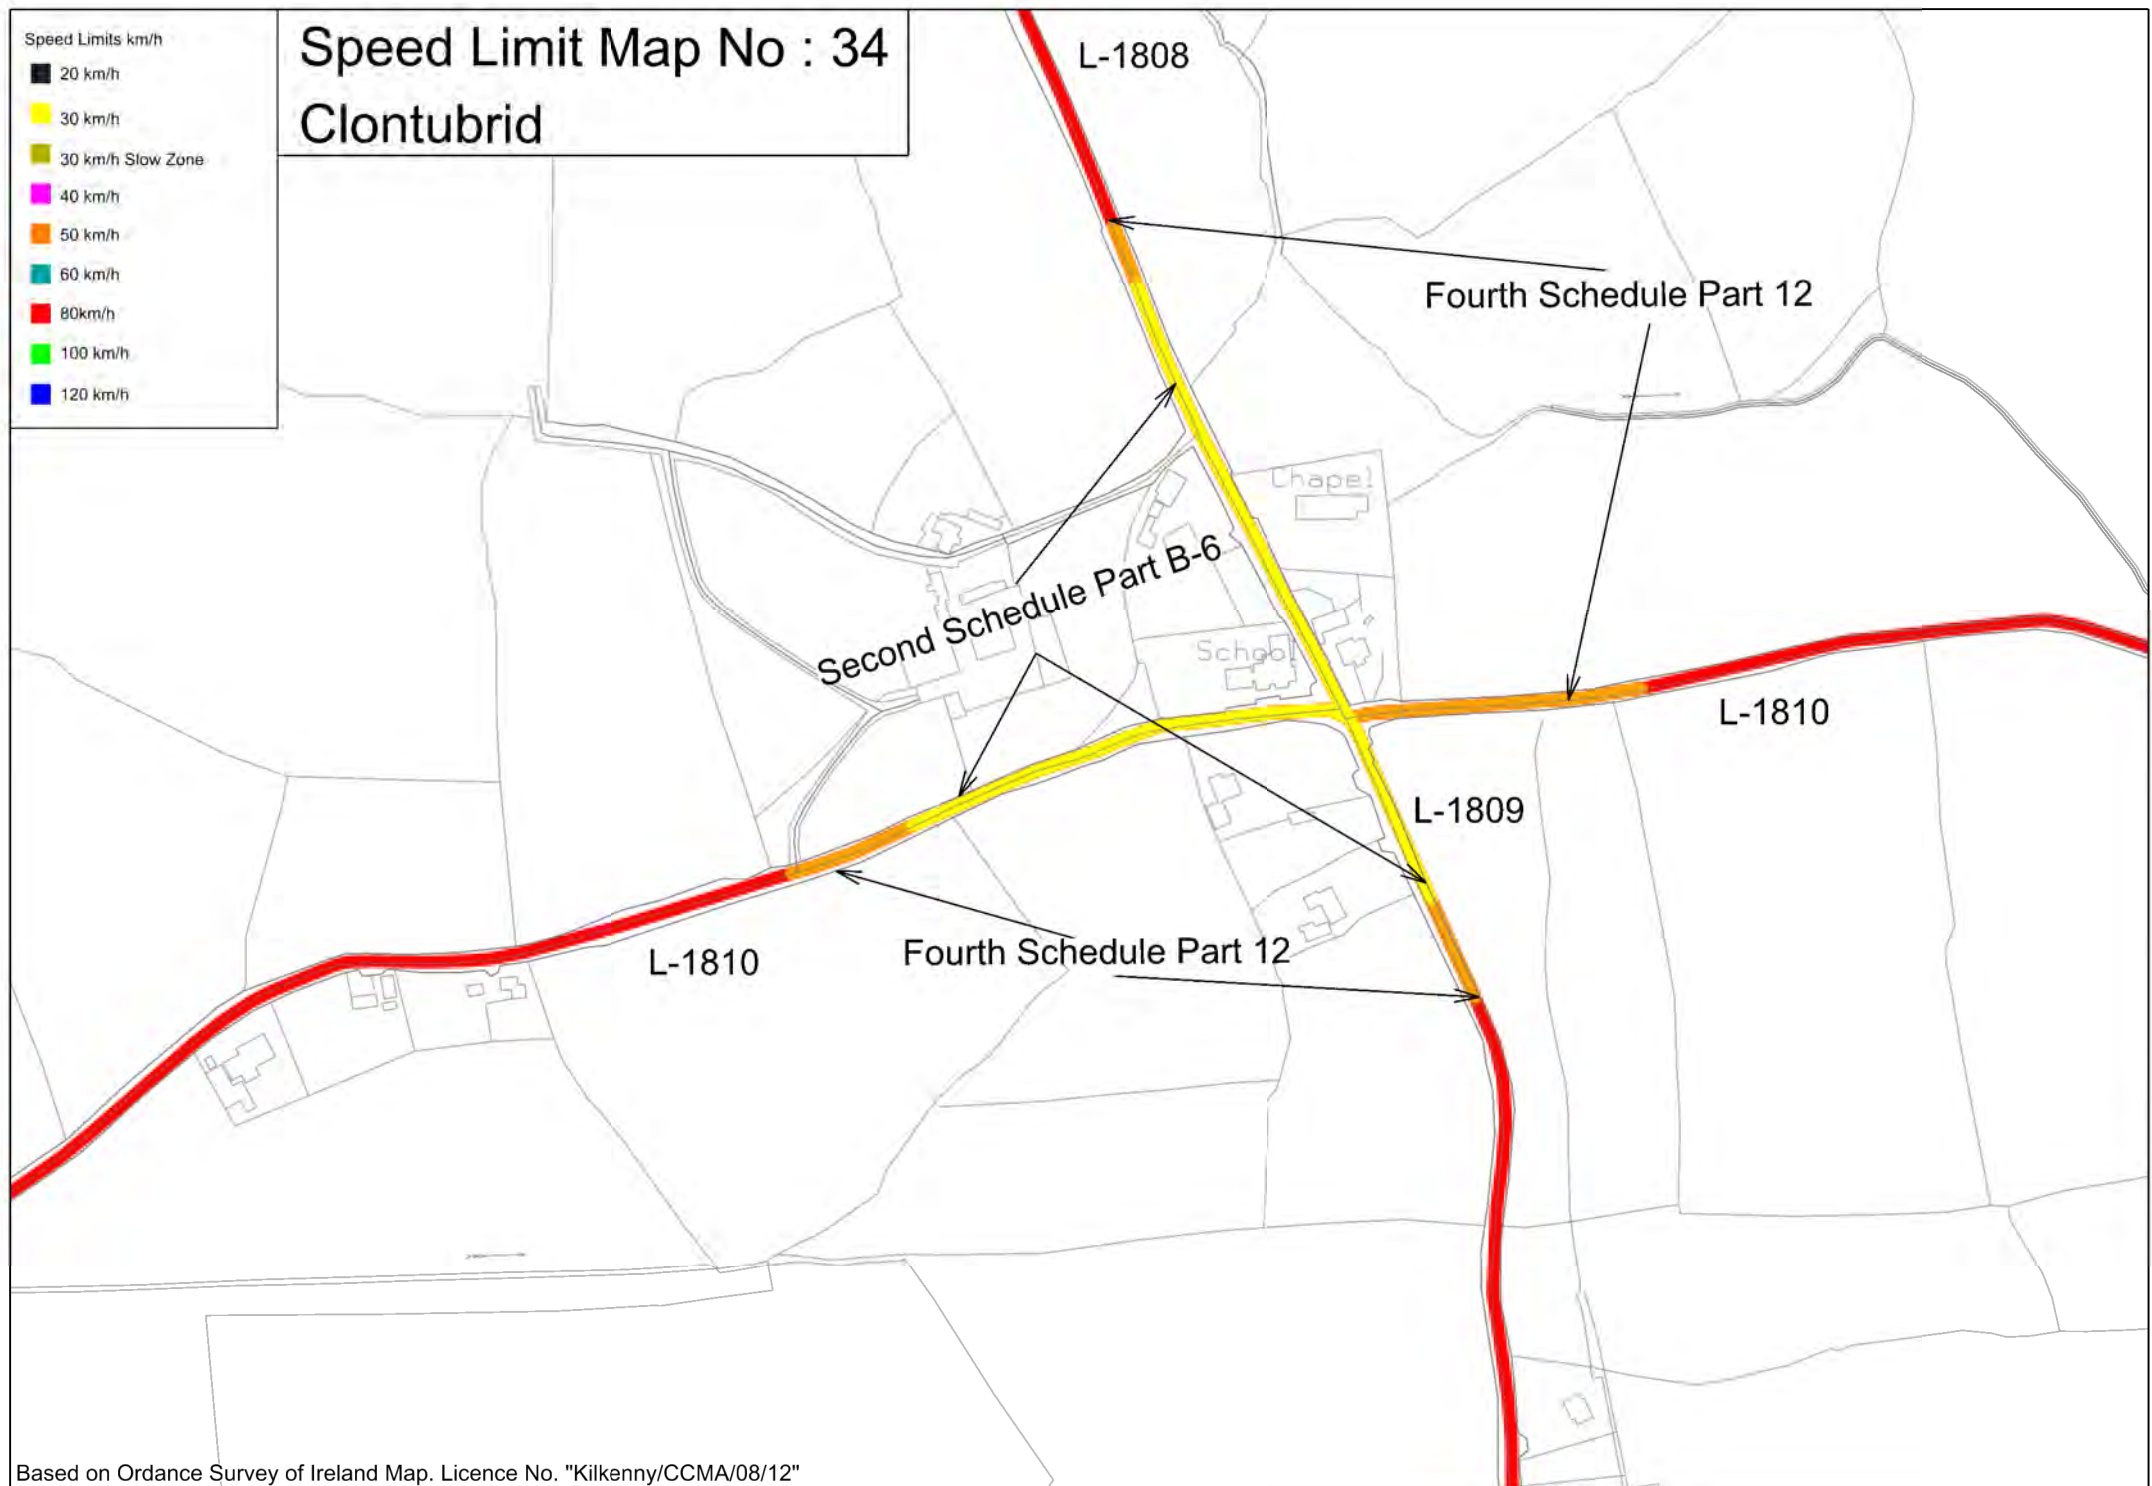 Speed Limits km/h
20 km/h
30 km/h
30 km/h Slow Zone
40 km/h
50 km/h
60 km/h
80km/h
100 km/h
120 km/h
Speed Limit Map No : 34
Clontubrid
L-1808
Fourth Schedule Part 12
Chapel
Second Schedule Part B-6
School
L-1810
L-1809
Fourth Schedule Part 12
L-1810
Based on Ordance Survey of Ireland Map. Licence No. "Kilkenny/CCMA/08/12"